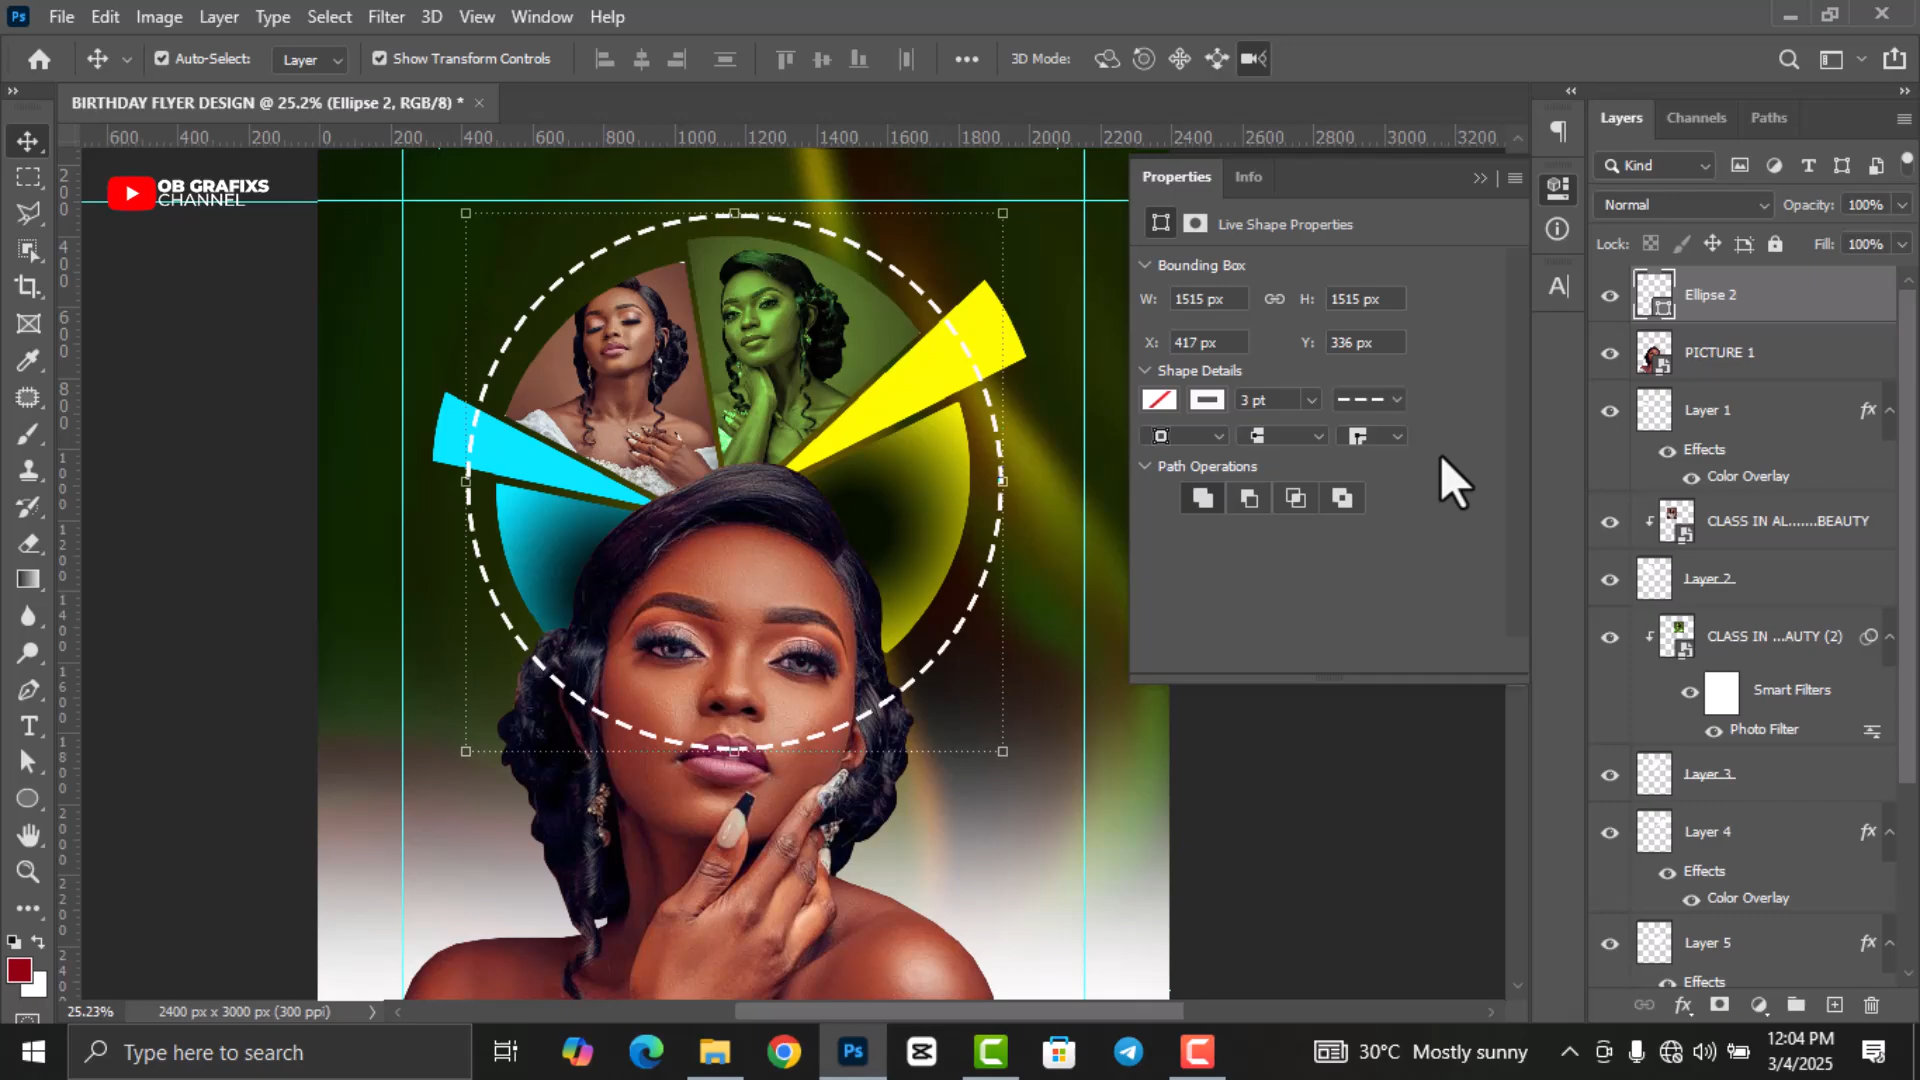 Ps File Edit Image Layer Type Select Filter 3D View Window Help
Auto-Select: Layer Show Transform Controls 3D Mode:
BIRTHDAY FLYER DESIGN @ 25.2% (Ellipse 2, RGB/8) *
600 400 200 0 200 400 600 800 1000 1200 1400 1600 1800 2000 2200 2400 2600 2800 3000 3200
OB GRAFIXS
CHANNEL
Properties Info
Live Shape Properties
Bounding Box
W: 1515 px H: 1515 px
X: 417 px Y: 336 px
Shape Details
3 pt
Path Operations
Layers Channels Paths
Kind
Normal Opacity: 100%
Lock: Fill: 100%
Ellipse 2
PICTURE 1
Layer 1 fx
Effects
Color Overlay
CLASS IN AL.......BEAUTY
Layer 2
CLASS IN ...AUTY (2)
Smart Filters
Photo Filter
Layer 3
Layer 4 fx
Effects
Color Overlay
Layer 5 fx
Effects
25.23% 2400 px x 3000 px (300 ppi)
Type here to search
Ps
30°C Mostly sunny
12:04 PM
3/4/2025